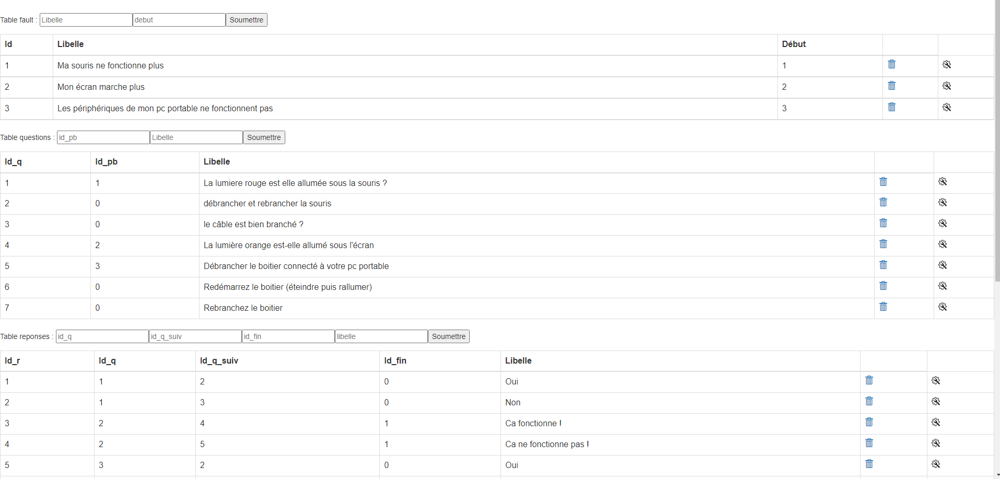 Table fault : Libelle debut Soumettre
Id Libelle Début
1 Ma souris ne fonctionne plus 1
2 Mon écran marche plus 2
3 Les périphériques de mon pc portable ne fonctionnent pas 3
Table questions : id_pb Libelle Soumettre
Id_q Id_pb Libelle
1 1 La lumiere rouge est elle allumée sous la souris ?
2 0 débrancher et rebrancher la souris
3 0 le câble est bien branché ?
4 2 La lumière orange est-elle allumé sous l'écran
5 3 Débrancher le boitier connecté à votre pc portable
6 0 Redémarrez le boitier (éteindre puis rallumer)
7 0 Rebranchez le boitier
Table reponses : id_q id_q_suiv id_fin libelle Soumettre
Id_r Id_q Id_q_suiv Id_fin Libelle
1 1 2 0 Oui
2 1 3 0 Non
3 2 4 1 Ca fonctionne !
4 2 5 1 Ca ne fonctionne pas !
5 3 2 0 Oui